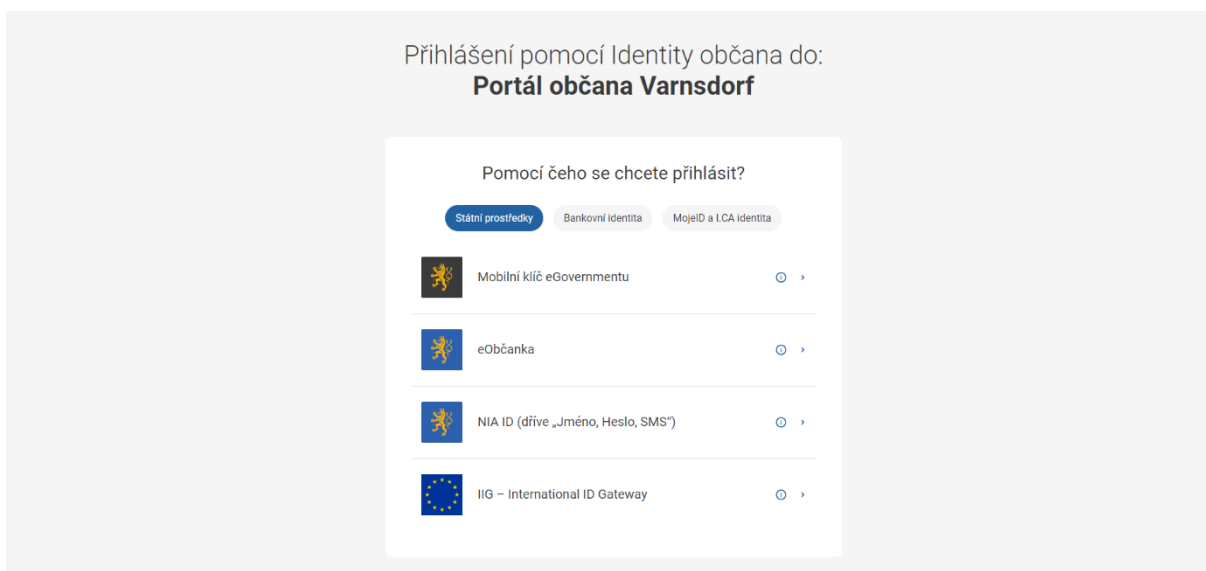 Přihlášení pomocí Identity občana do:
Portál občana Varnsdorf
Pomocí čeho se chcete přihlásit?
Státní prostředky Bankovní identita MojeID a I.CA identita
Mobilní klíč eGovernmentu
eObčanka
NIA ID (dříve „Jméno, Heslo, SMS“)
IIG – International ID Gateway